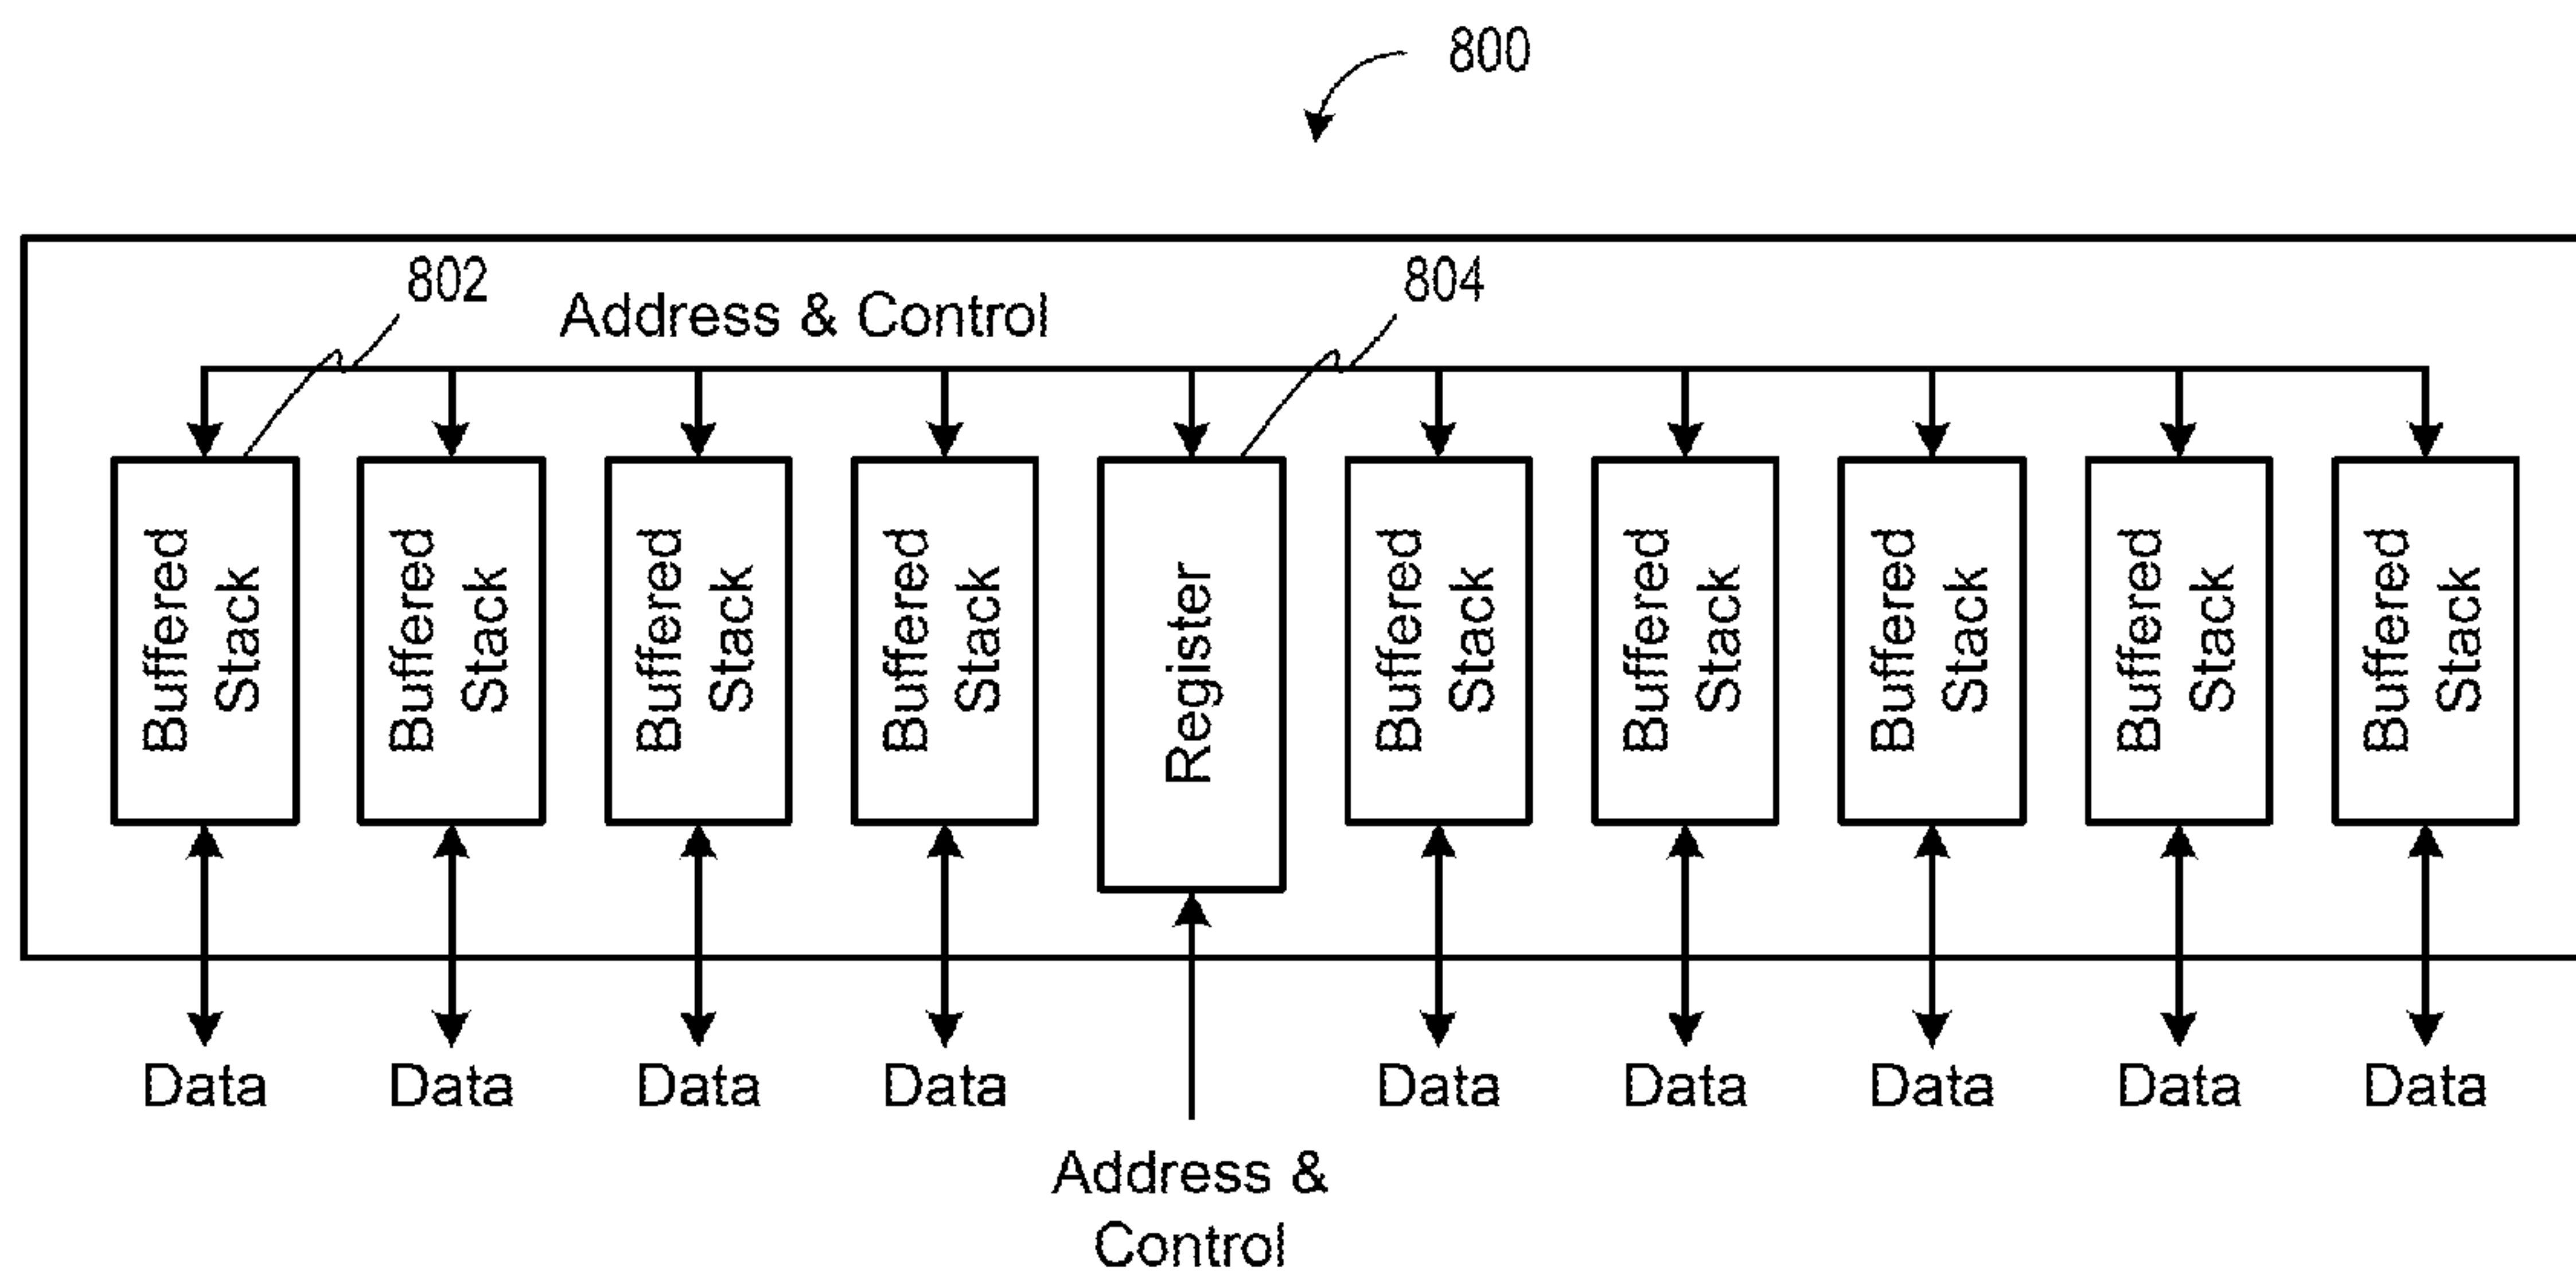 800
802
Address & Control
804
Buffered
Stack
Buffered
Stack
Buffered
Stack
Buffered
Stack
Register
Buffered
Stack
Buffered
Stack
Buffered
Stack
Buffered
Stack
Buffered
Stack
Data
Data
Data
Data
Data
Data
Data
Data
Data
Address &
Control